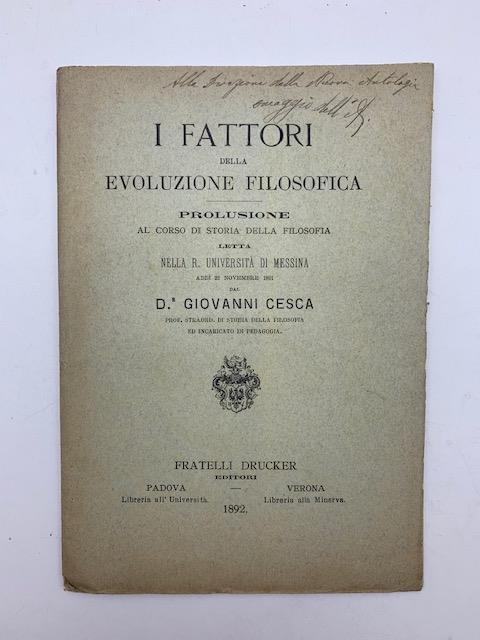 Alla Direzione della Nuova Antologia
omaggio dell'A.
I FATTORI
DELLA
EVOLUZIONE FILOSOFICA
PROLUSIONE
AL CORSO DI STORIA DELLA FILOSOFIA
LETTA
NELLA R. UNIVERSITÀ DI MESSINA
ADDÌ NOVEMBRE 1891
DAL
D.R GIOVANNI CESCA
PROF. STRAORD. DI STORIA DELLA FILOSOFIA
ED INCARICATO DI PEDAGOGIA.
FRATELLI DRUCKER
EDITORI
PADOVA — VERONA
Libreria all' Università. Libreria alla Minerva.
1892.